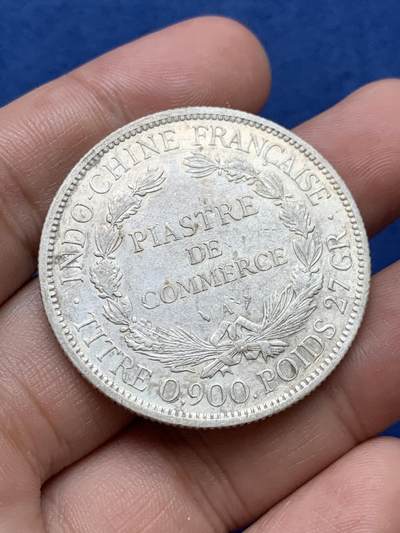 INDO-CHINE FRANÇAISE
PIASTRE
DE
COMMERCE
A
TITRE 0,900. POIDS 27 GR.